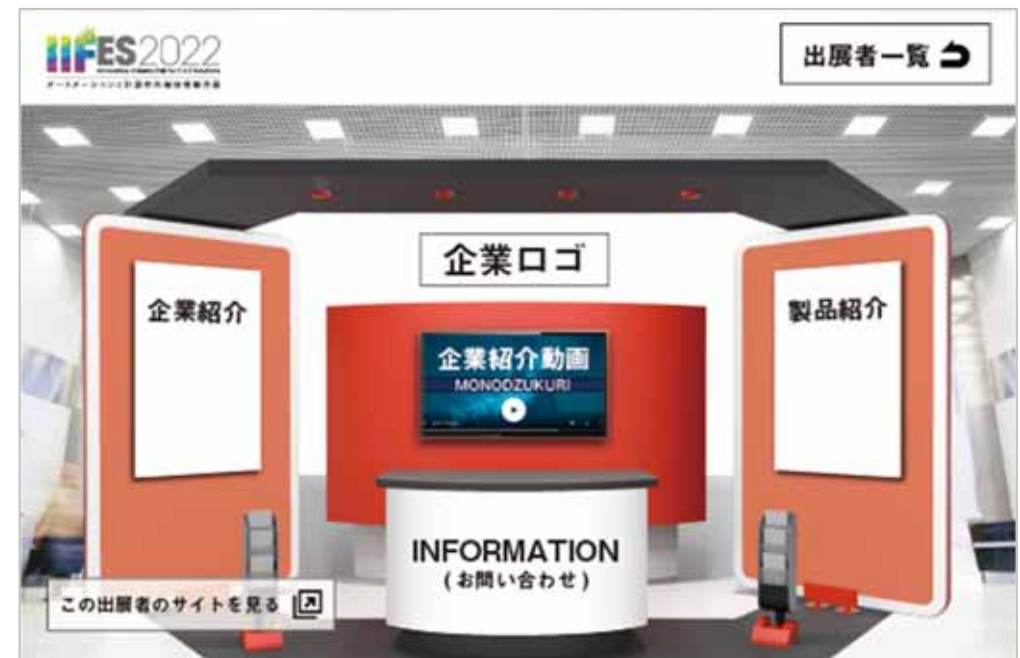 IIFES2022
出展者一覧
企業ロゴ
企業紹介
製品紹介
企業紹介動画
MONODZUKURI
INFORMATION
(お問い合わせ)
この出展者のサイトを見る